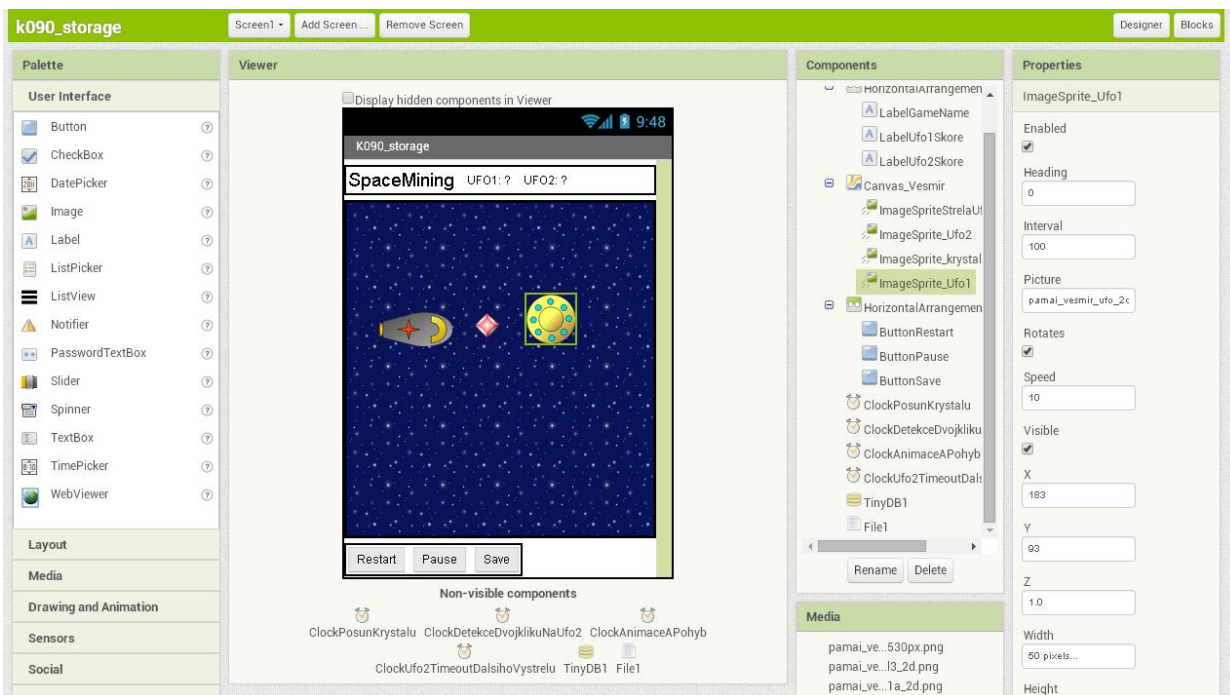 k090_storage
Screen1
Add Screen ...
Remove Screen
Designer
Blocks
Palette
User Interface
Button
CheckBox
DatePicker
Image
Label
ListPicker
ListView
Notifier
PasswordTextBox
Slider
Spinner
TextBox
TimePicker
WebViewer
Layout
Media
Drawing and Animation
Sensors
Social
Viewer
Display hidden components in Viewer
9:48
K090_storage
SpaceMining UFO1: ? UFO2: ?
Restart Pause Save
Non-visible components
ClockPosunKrystalu ClockDetekceDvojklikuNaUfo2 ClockAnimaceAPohyb
ClockUfo2TimeoutDalsihoVystrelu TinyDB1 File1
Components
HorizontalArrangemen
LabelGameName
LabelUfo1Skore
LabelUfo2Skore
Canvas_Vesmir
ImageSpriteStrelaUf
ImageSprite_Ufo2
ImageSprite_krystal
ImageSprite_Ufo1
HorizontalArrangemen
ButtonRestart
ButtonPause
ButtonSave
ClockPosunKrystalu
ClockDetekceDvojkliku
ClockAnimaceAPohyb
ClockUfo2TimeoutDals
TinyDB1
File1
Rename Delete
Media
pamai_ve...530px.png
pamai_ve...l3_2d.png
pamai_ve...1a_2d.png
Properties
ImageSprite_Ufo1
Enabled
Heading
0
Interval
100
Picture
pamai_vesmir_ufo_2c
Rotates
Speed
10
Visible
X
183
Y
93
Z
1.0
Width
50 pixels...
Height